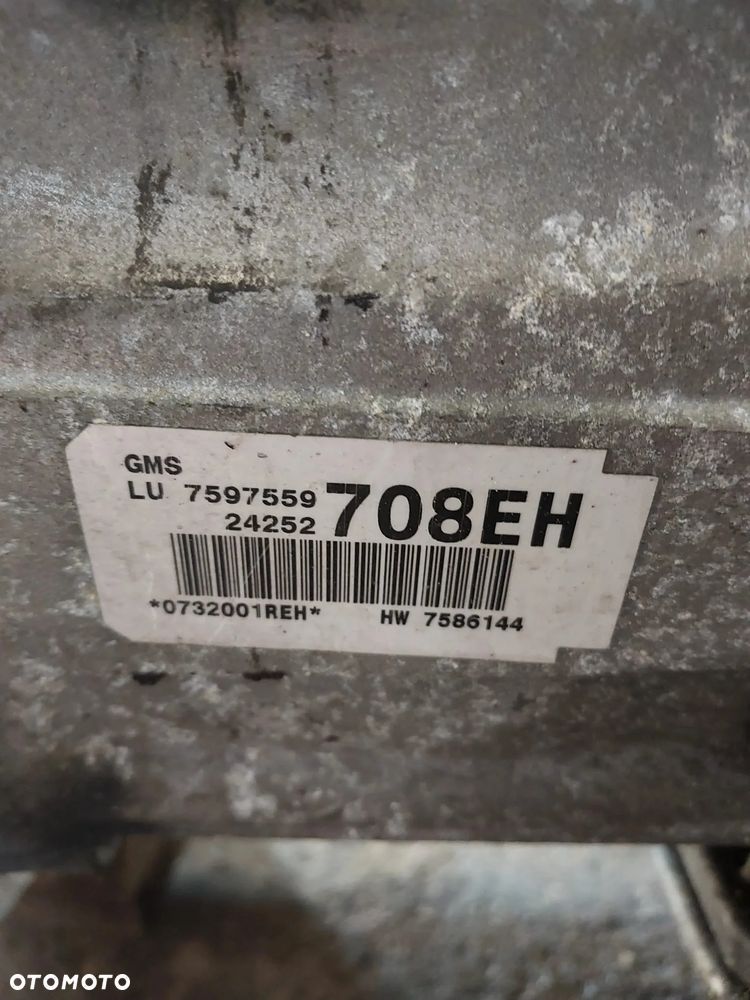 GMS
LU 7597559
24252
708EH
*0732001REH* HW 7586144
OTOMOTO